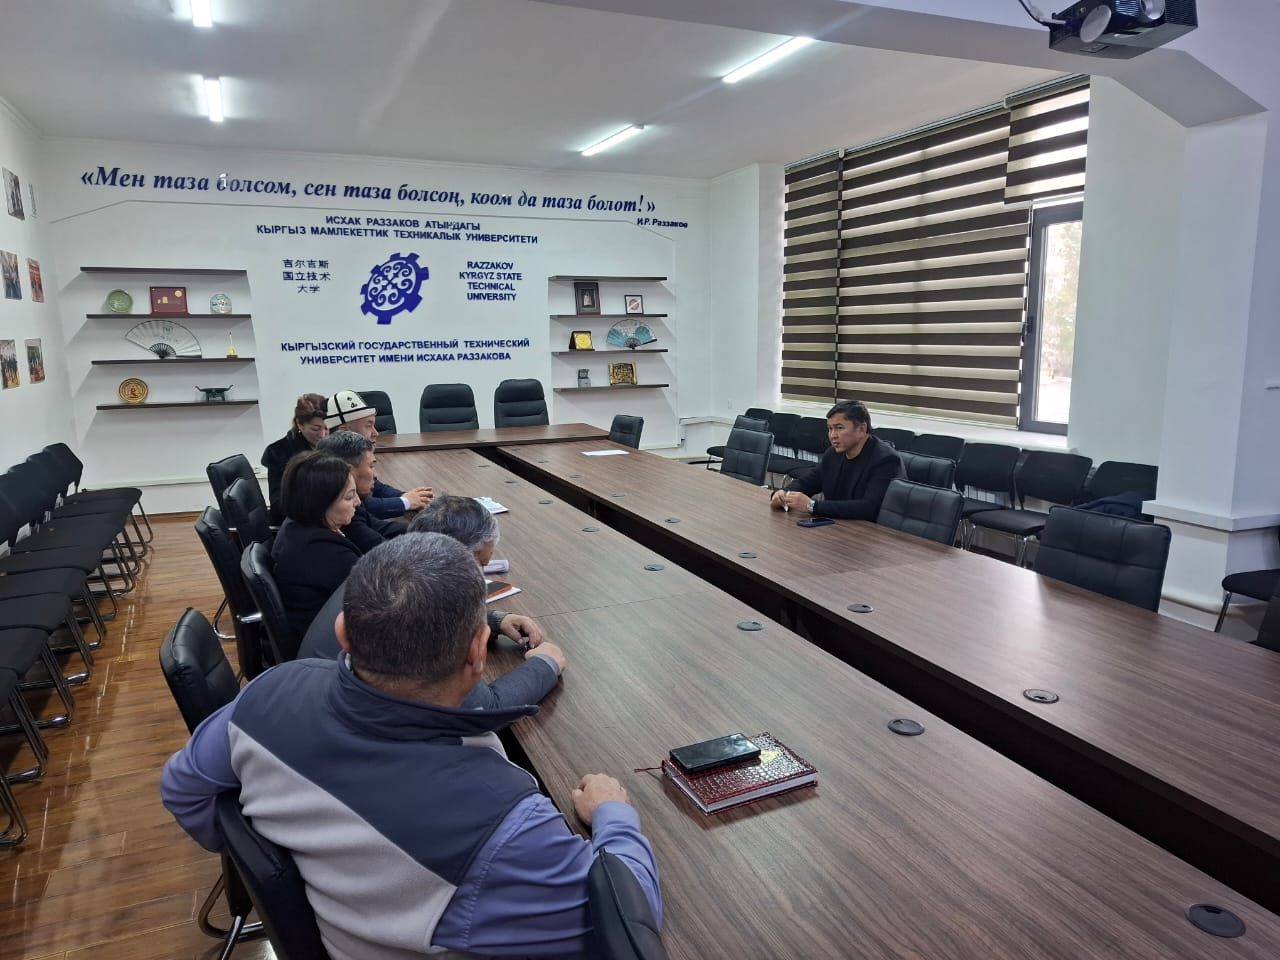 «Мен таза болсом, сен таза болсоң, коом да таза болот!»
И.Р. Раззаков
ИСХАК РАЗЗАКОВ АТЫНДАГЫ
КЫРГЫЗ МАМЛЕКЕТТИК ТЕХНИКАЛЫК УНИВЕРСИТЕТИ
吉尔吉斯
国立技术
大学
RAZZAKOV
KYRGYZ STATE
TECHNICAL
UNIVERSITY
КЫРГЫЗСКИЙ ГОСУДАРСТВЕННЫЙ ТЕХНИЧЕСКИЙ
УНИВЕРСИТЕТ ИМЕНИ ИСХАКА РАЗЗАКОВА